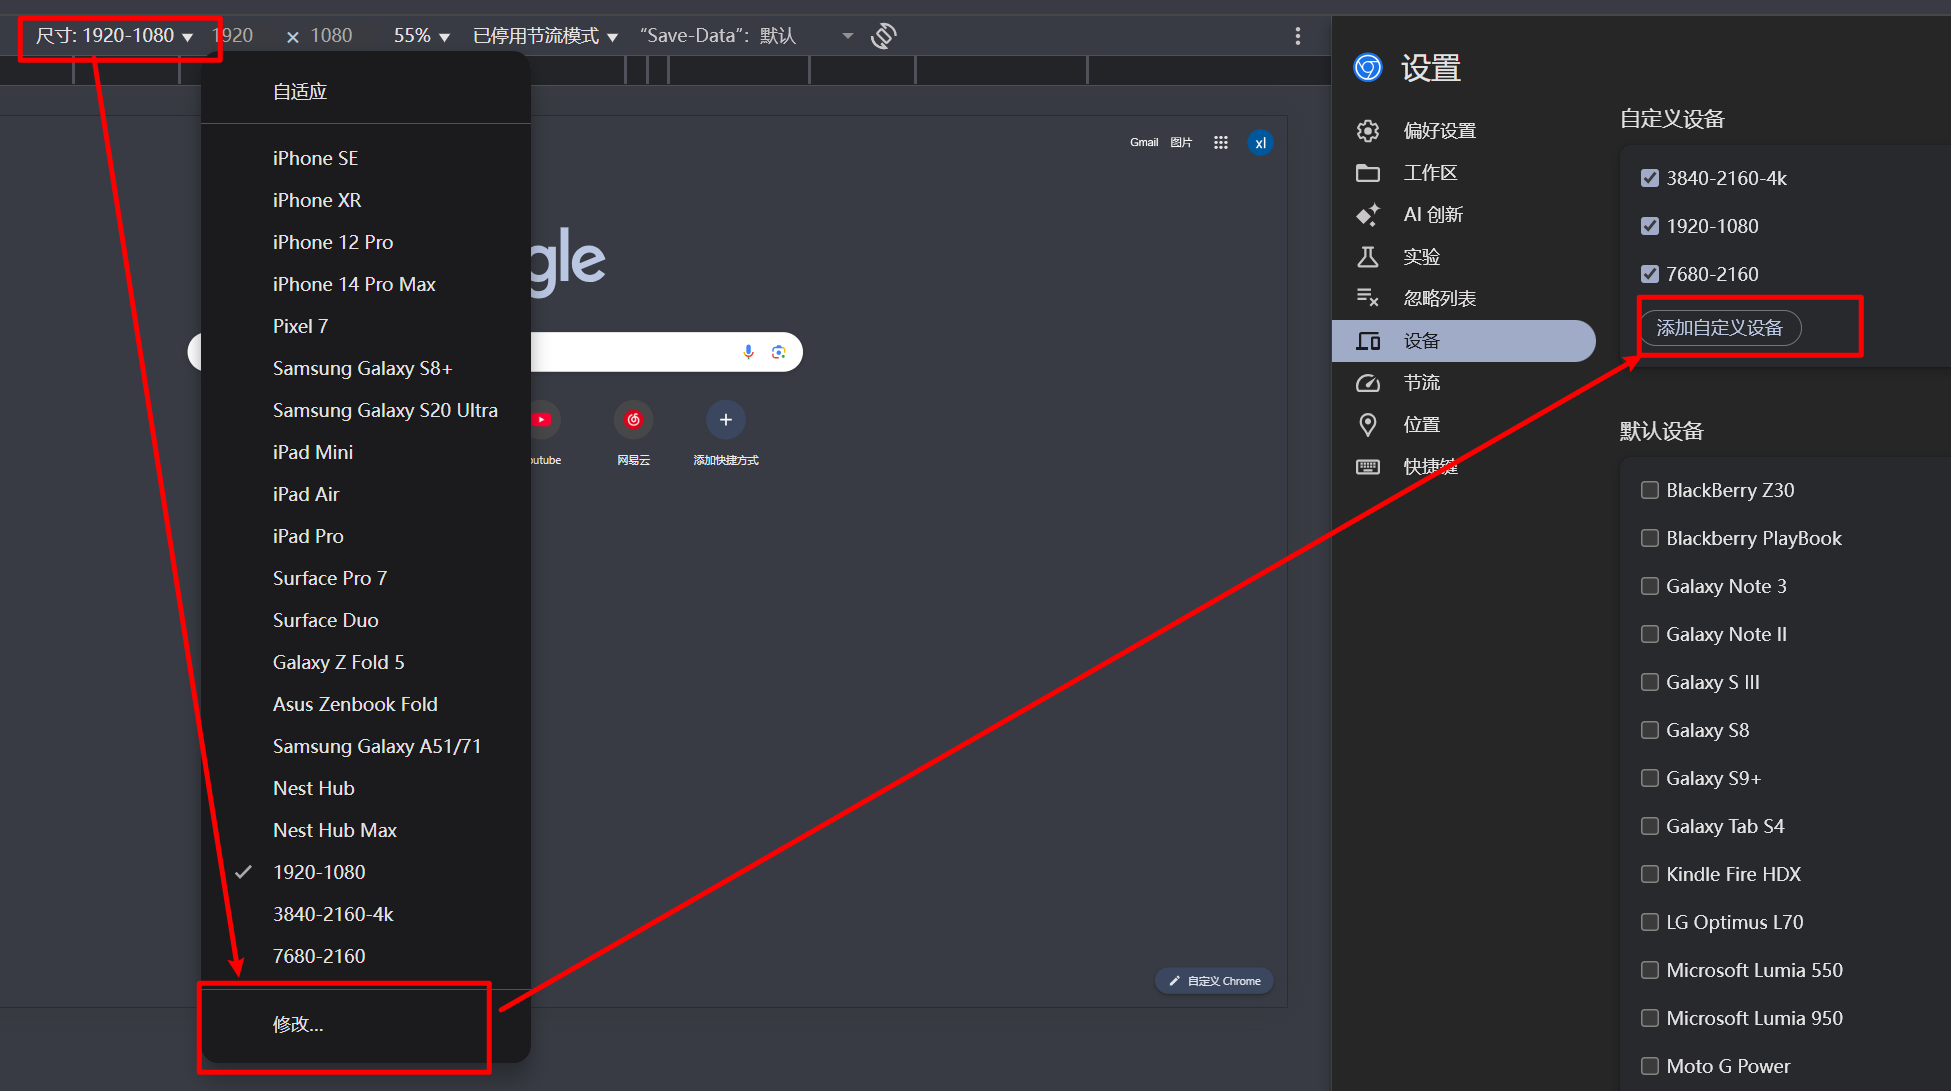 尺寸: 1920-1080 ▼ 1920 × 1080 55% ▼ 已停用节流模式 ▼ “Save-Data”: 默认
自适应
iPhone SE
iPhone XR
iPhone 12 Pro
iPhone 14 Pro Max
Pixel 7
Samsung Galaxy S8+
Samsung Galaxy S20 Ultra
iPad Mini
iPad Air
iPad Pro
Surface Pro 7
Surface Duo
Galaxy Z Fold 5
Asus Zenbook Fold
Samsung Galaxy A51/71
Nest Hub
Nest Hub Max
1920-1080
3840-2160-4k
7680-2160
修改...
Gmail 图片 xl
gle
outube 网易云 添加快捷方式
自定义 Chrome
设置
偏好设置
工作区
AI 创新
实验
忽略列表
设备
节流
位置
快捷键
自定义设备
3840-2160-4k
1920-1080
7680-2160
添加自定义设备
默认设备
BlackBerry Z30
Blackberry PlayBook
Galaxy Note 3
Galaxy Note II
Galaxy S III
Galaxy S8
Galaxy S9+
Galaxy Tab S4
Kindle Fire HDX
LG Optimus L70
Microsoft Lumia 550
Microsoft Lumia 950
Moto G Power